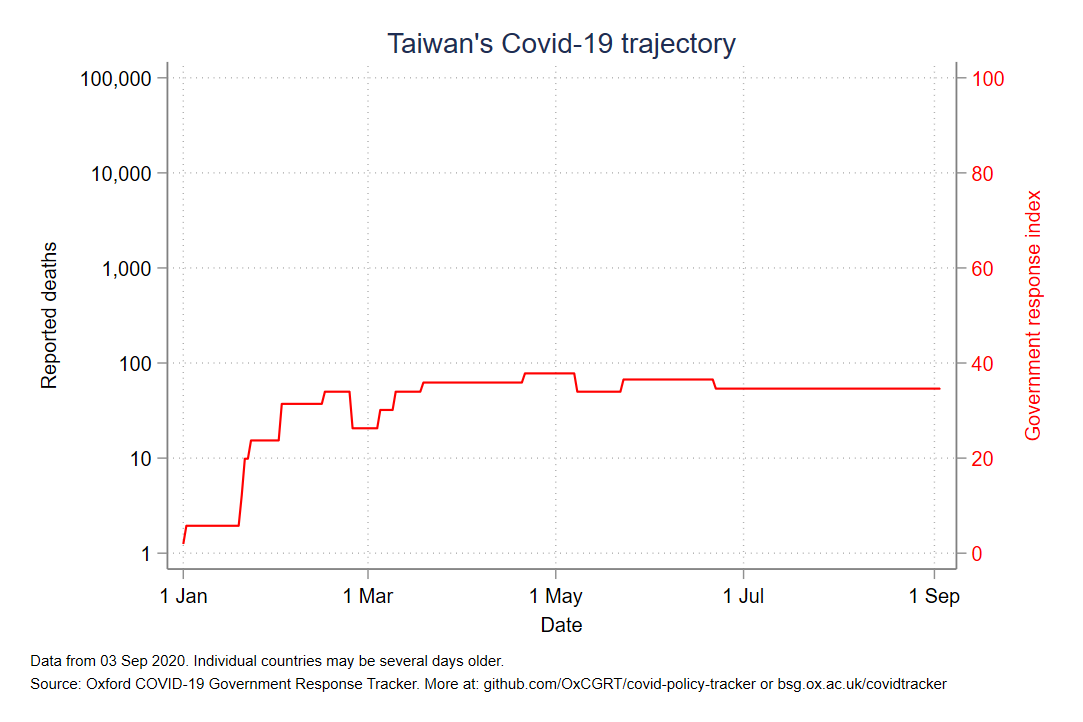 Taiwan's Covid-19 trajectory
100,000
10,000
1,000
100
10
1
Reported deaths
100
80
60
40
20
0
Government response index
1 Jan
1 Mar
1 May
1 Jul
1 Sep
Date
Data from 03 Sep 2020. Individual countries may be several days older.
Source: Oxford COVID-19 Government Response Tracker. More at: github.com/OxCGRT/covid-policy-tracker or bsg.ox.ac.uk/covidtracker